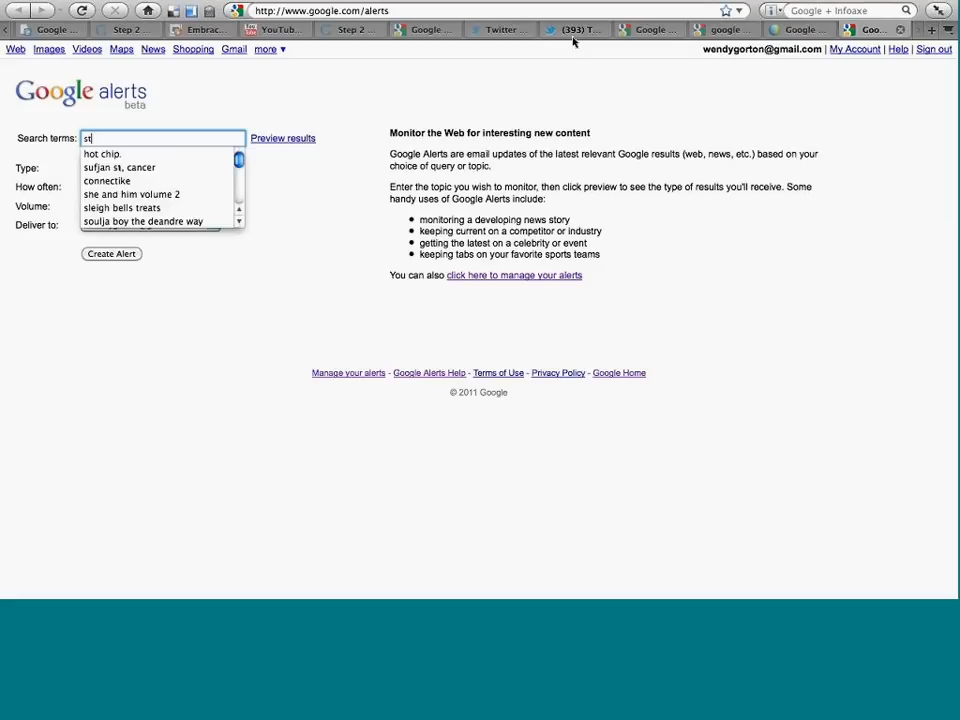 http://www.google.com/alerts
Google + Infoaxe
Google ...
Step 2 ...
Embrac...
YouTub...
Step 2 ...
Google ...
Twitter ...
(393) T...
Google ...
google ...
Google ...
Goo...
Web Images Videos Maps News Shopping Gmail more ▼
wendygorton@gmail.com | My Account | Help | Sign out
Google alerts
beta
Search terms: st Preview results
hot chip.
sufjan st, cancer
connectike
she and him volume 2
sleigh bells treats
soulja boy the deandre way
Type:
How often:
Volume:
Deliver to:
Create Alert
Monitor the Web for interesting new content
Google Alerts are email updates of the latest relevant Google results (web, news, etc.) based on your
choice of query or topic.
Enter the topic you wish to monitor, then click preview to see the type of results you'll receive. Some
handy uses of Google Alerts include:
• monitoring a developing news story
• keeping current on a competitor or industry
• getting the latest on a celebrity or event
• keeping tabs on your favorite sports teams
You can also click here to manage your alerts
Manage your alerts - Google Alerts Help - Terms of Use - Privacy Policy - Google Home
© 2011 Google